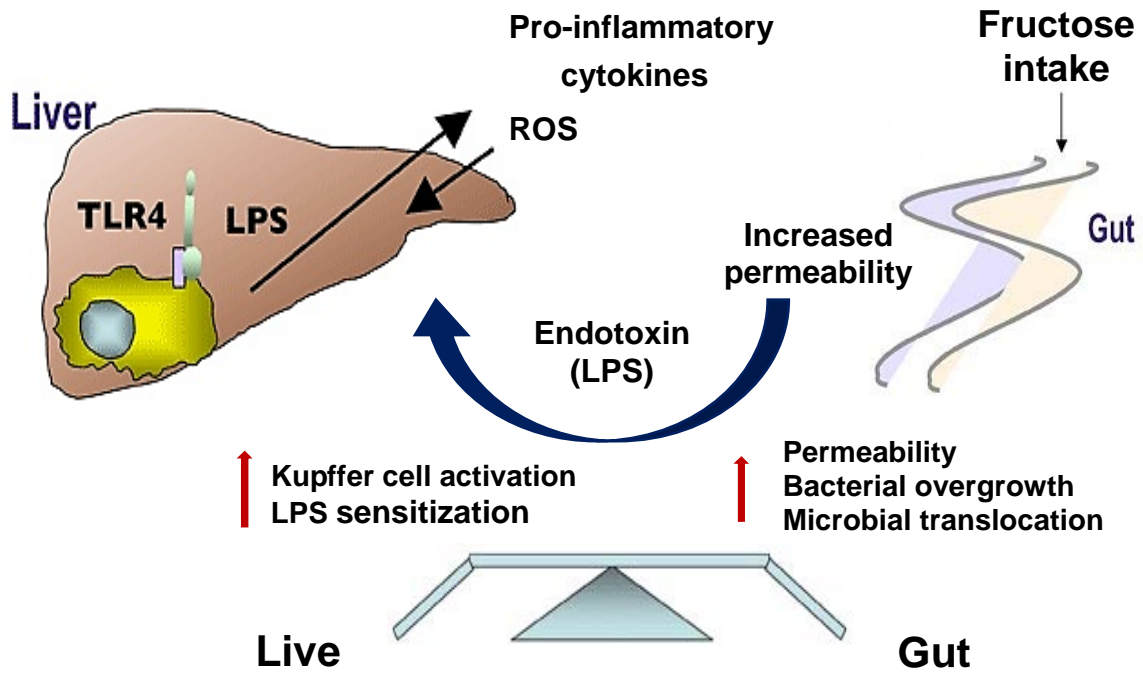 Pro-inflammatory
cytokines
Fructose
intake
Liver
ROS
TLR4
LPS
Gut
Increased
permeability
Endotoxin
(LPS)
Kupffer cell activation
LPS sensitization
Permeability
Bacterial overgrowth
Microbial translocation
Live
Gut